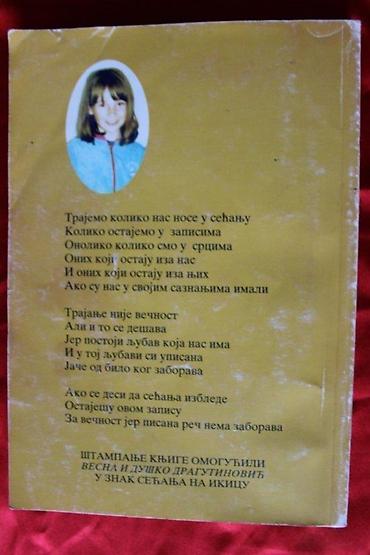 Трајемо колико нас носе у сећању
Колико остајемо у записима
Онолико колико смо у срцима
Оних који остају иза нас
И оних који остају иза њих
Ако су нас у својим сазнањима имали
Трајање није вечност
Али и то се дешава
Јер постоји љубав која нас има
И у тој љубави си уписана
Јаче од било ког заборава
Ако се деси да сећања избледе
Остајешу овом запису
За вечност јер писана реч нема заборава
ШТАМПАЊЕ КЊИГЕ ОМОГУЋИЛИ
ВЕСНА И ДУШКО ДРАГУТИНОВИЋ
У ЗНАК СЕЋАЊА НА ИКИЦУ